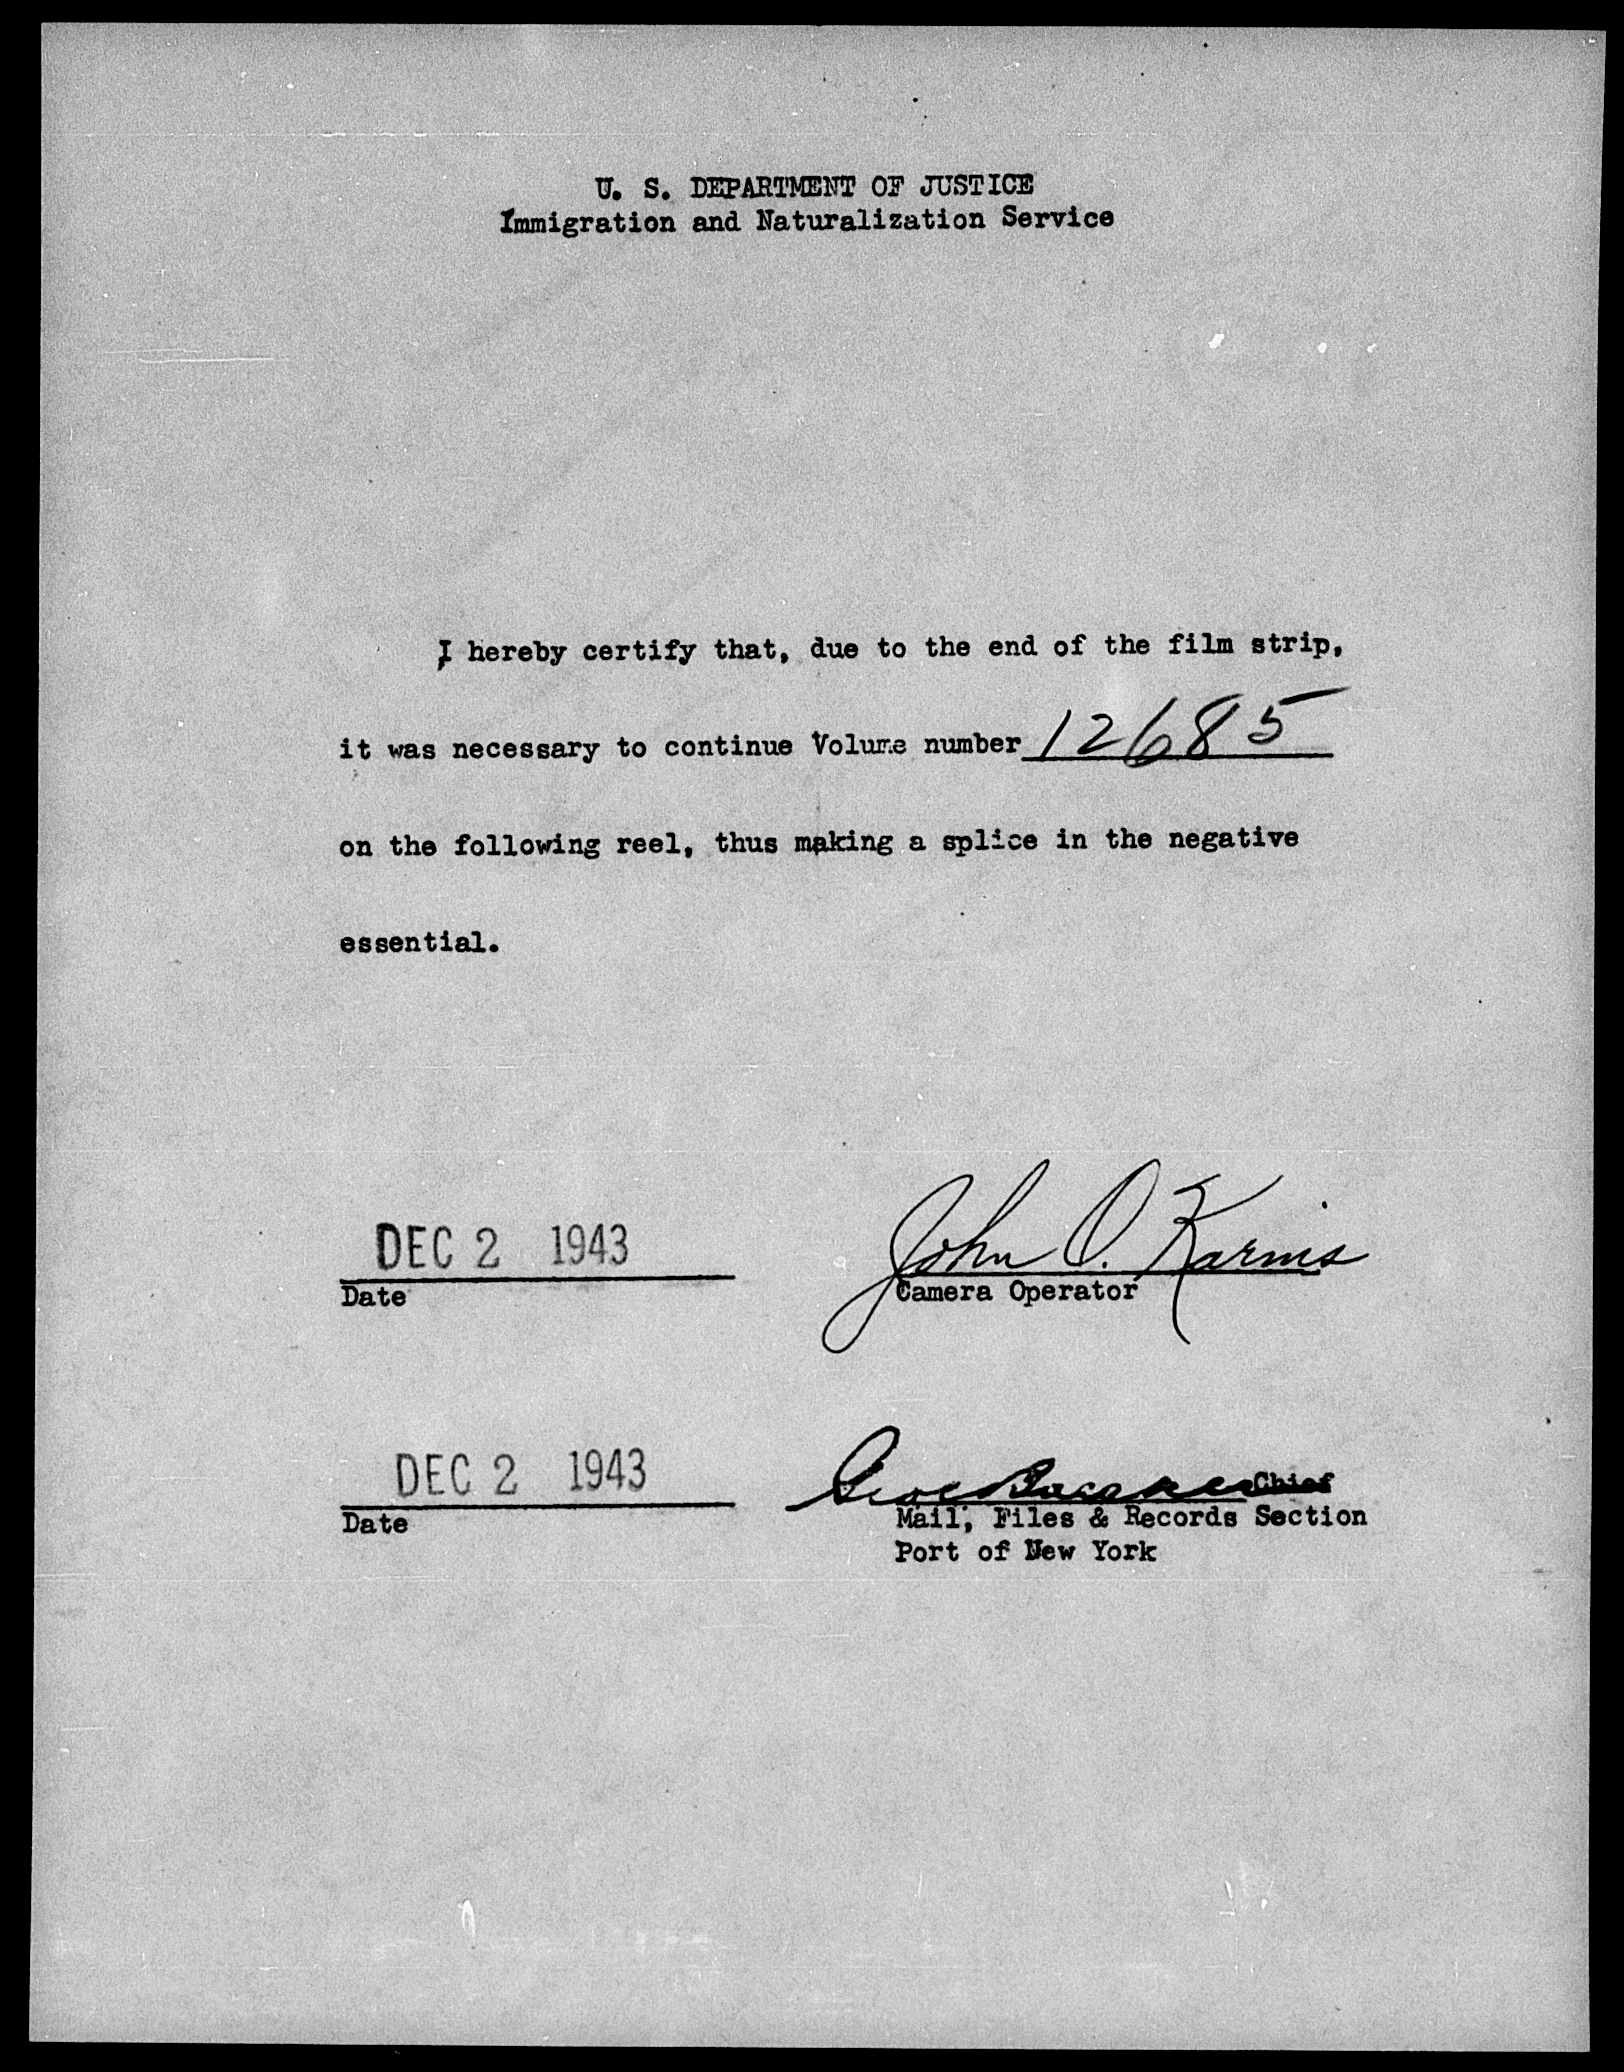 U. S. DEPARTMENT OF JUSTICE
Immigration and Naturalization Service
I hereby certify that, due to the end of the film strip,
it was necessary to continue Volume number 12685
on the following reel, thus making a splice in the negative
essential.
DEC 2 1943
John O. Karnis
Date
Camera Operator
DEC 2 1943
Chief
Date
Mail, Files & Records Section
Port of New York